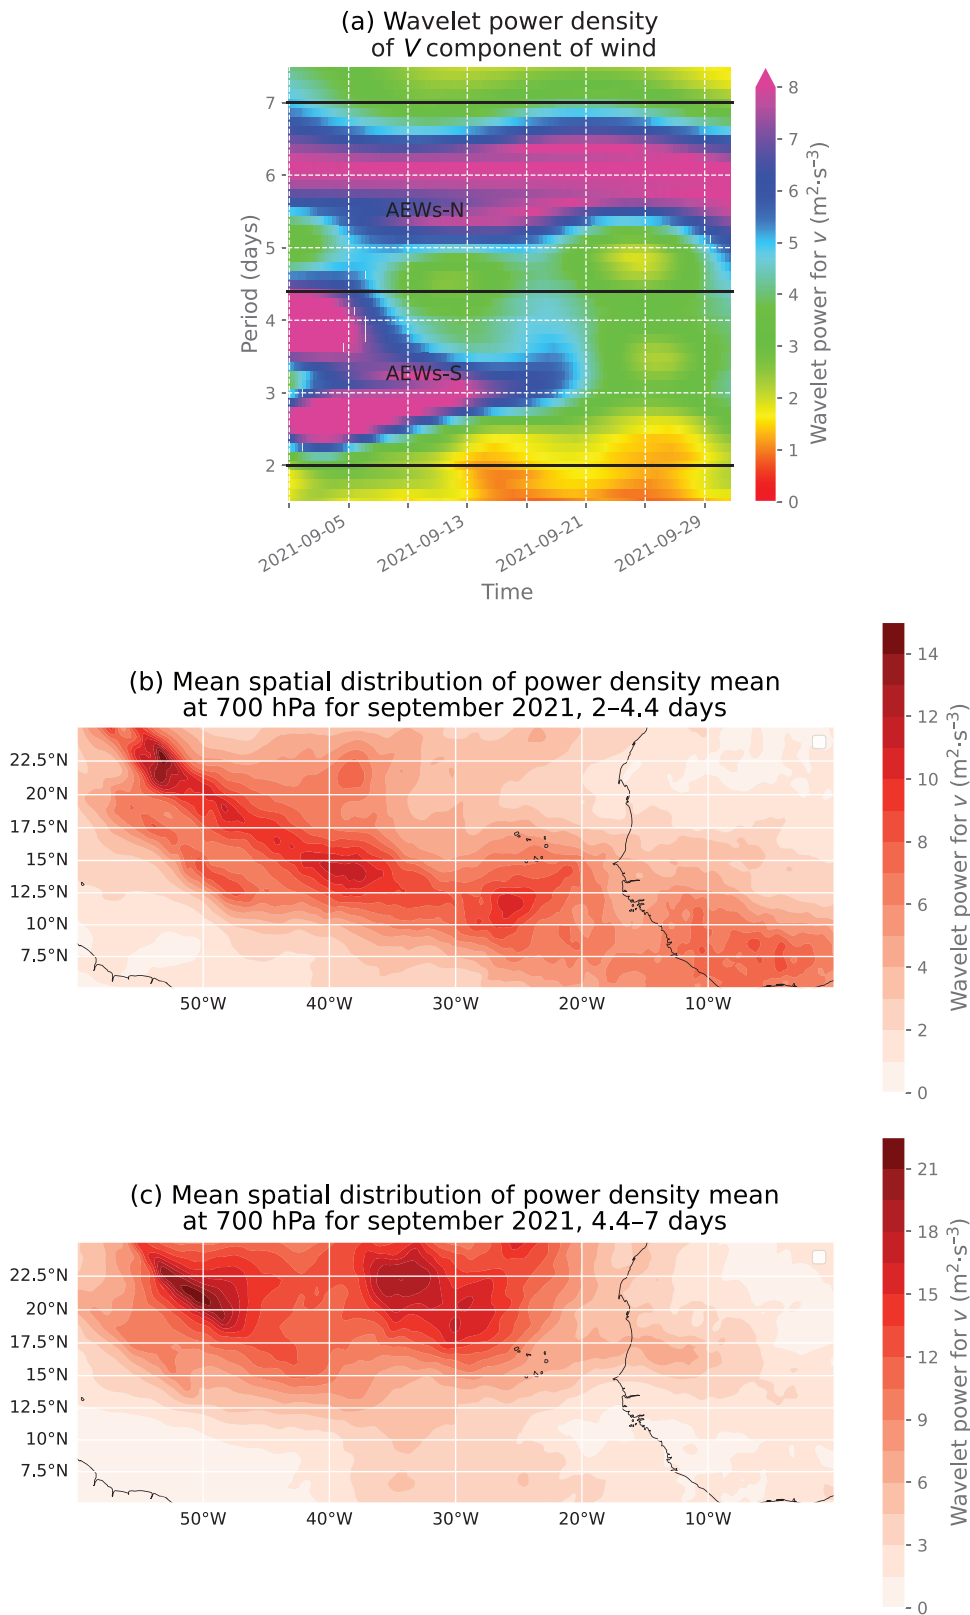 (a) Wavelet power density
of V component of wind
7
6
5
4
3
2
Period (days)
AEWs-N
AEWs-S
2021-09-05
2021-09-13
2021-09-21
2021-09-29
Time
8
7
6
5
4
3
2
1
0
Wavelet power for v (m²·s⁻³)
(b) Mean spatial distribution of power density mean
at 700 hPa for september 2021, 2–4.4 days
22.5°N
20°N
17.5°N
15°N
12.5°N
10°N
7.5°N
50°W
40°W
30°W
20°W
10°W
14
12
10
8
6
4
2
0
Wavelet power for v (m²·s⁻³)
(c) Mean spatial distribution of power density mean
at 700 hPa for september 2021, 4.4–7 days
22.5°N
20°N
17.5°N
15°N
12.5°N
10°N
7.5°N
50°W
40°W
30°W
20°W
10°W
21
18
15
12
9
6
3
0
Wavelet power for v (m²·s⁻³)